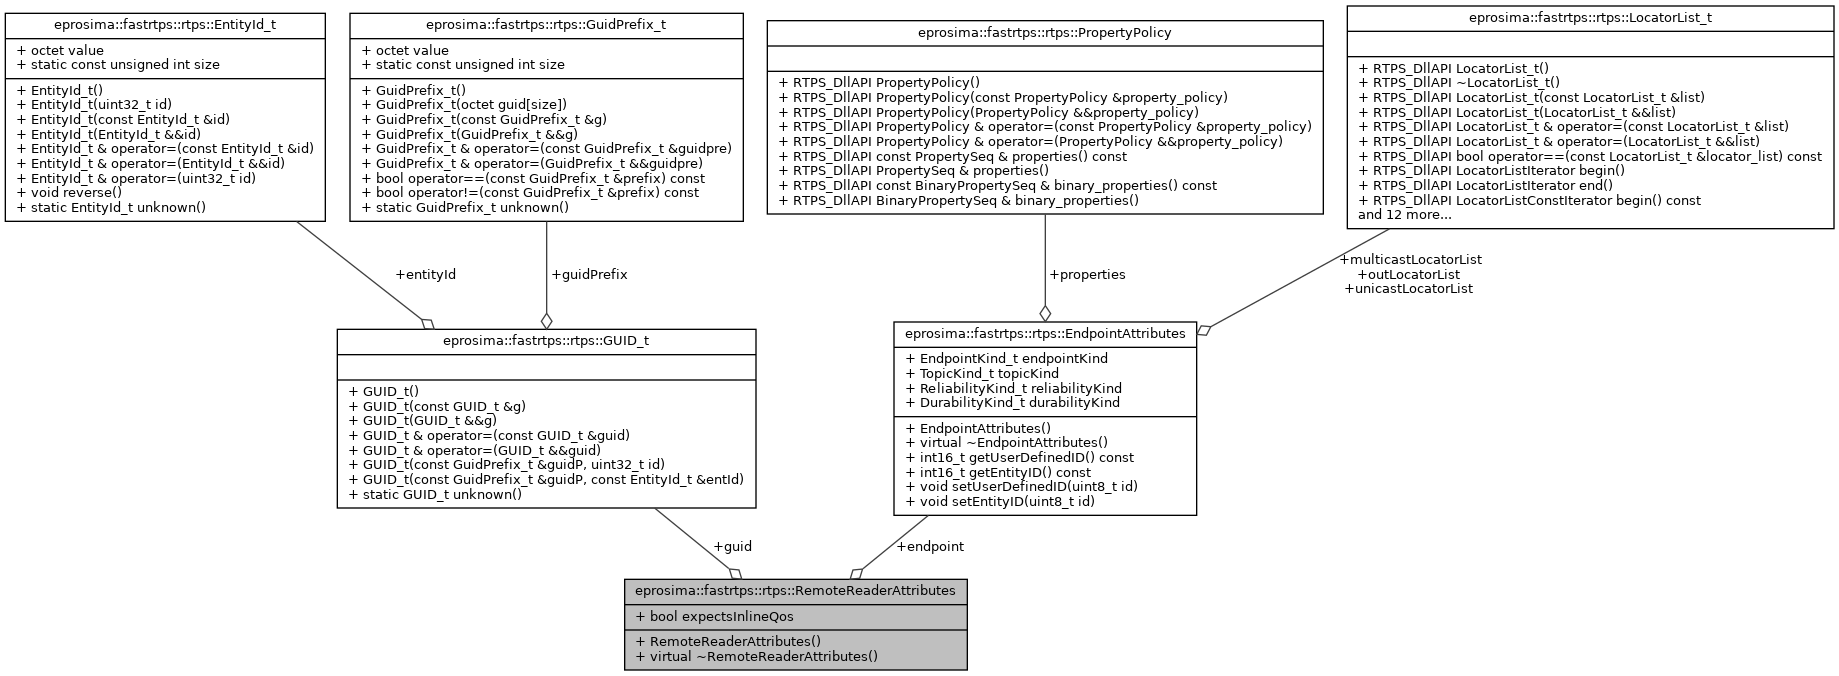 eprosima::fastrtps::rtps::EntityId_t
+ octet value
+ static const unsigned int size
+ EntityId_t()
+ EntityId_t(uint32_t id)
+ EntityId_t(const EntityId_t &id)
+ EntityId_t(EntityId_t &&id)
+ EntityId_t & operator=(const EntityId_t &id)
+ EntityId_t & operator=(EntityId_t &&id)
+ EntityId_t & operator=(uint32_t id)
+ void reverse()
+ static EntityId_t unknown()
eprosima::fastrtps::rtps::GuidPrefix_t
+ octet value
+ static const unsigned int size
+ GuidPrefix_t()
+ GuidPrefix_t(octet guid[size])
+ GuidPrefix_t(const GuidPrefix_t &g)
+ GuidPrefix_t(GuidPrefix_t &&g)
+ GuidPrefix_t & operator=(const GuidPrefix_t &guidpre)
+ GuidPrefix_t & operator=(GuidPrefix_t &&guidpre)
+ bool operator==(const GuidPrefix_t &prefix) const
+ bool operator!=(const GuidPrefix_t &prefix) const
+ static GuidPrefix_t unknown()
eprosima::fastrtps::rtps::PropertyPolicy
+ RTPS_DllAPI PropertyPolicy()
+ RTPS_DllAPI PropertyPolicy(const PropertyPolicy &property_policy)
+ RTPS_DllAPI PropertyPolicy(PropertyPolicy &&property_policy)
+ RTPS_DllAPI PropertyPolicy & operator=(const PropertyPolicy &property_policy)
+ RTPS_DllAPI PropertyPolicy & operator=(PropertyPolicy &&property_policy)
+ RTPS_DllAPI const PropertySeq & properties() const
+ RTPS_DllAPI PropertySeq & properties()
+ RTPS_DllAPI const BinaryPropertySeq & binary_properties() const
+ RTPS_DllAPI BinaryPropertySeq & binary_properties()
eprosima::fastrtps::rtps::LocatorList_t
+ RTPS_DllAPI LocatorList_t()
+ RTPS_DllAPI ~LocatorList_t()
+ RTPS_DllAPI LocatorList_t(const LocatorList_t &list)
+ RTPS_DllAPI LocatorList_t(LocatorList_t &&list)
+ RTPS_DllAPI LocatorList_t & operator=(const LocatorList_t &list)
+ RTPS_DllAPI LocatorList_t & operator=(LocatorList_t &&list)
+ RTPS_DllAPI bool operator==(const LocatorList_t &locator_list) const
+ RTPS_DllAPI LocatorListIterator begin()
+ RTPS_DllAPI LocatorListIterator end()
+ RTPS_DllAPI LocatorListConstIterator begin() const
and 12 more...
+entityId
+guidPrefix
+properties
+multicastLocatorList
+outLocatorList
+unicastLocatorList
eprosima::fastrtps::rtps::GUID_t
+ GUID_t()
+ GUID_t(const GUID_t &g)
+ GUID_t(GUID_t &&g)
+ GUID_t & operator=(const GUID_t &guid)
+ GUID_t & operator=(GUID_t &&guid)
+ GUID_t(const GuidPrefix_t &guidP, uint32_t id)
+ GUID_t(const GuidPrefix_t &guidP, const EntityId_t &entId)
+ static GUID_t unknown()
eprosima::fastrtps::rtps::EndpointAttributes
+ EndpointKind_t endpointKind
+ TopicKind_t topicKind
+ ReliabilityKind_t reliabilityKind
+ DurabilityKind_t durabilityKind
+ EndpointAttributes()
+ virtual ~EndpointAttributes()
+ int16_t getUserDefinedID() const
+ int16_t getEntityID() const
+ void setUserDefinedID(uint8_t id)
+ void setEntityID(uint8_t id)
+guid
+endpoint
eprosima::fastrtps::rtps::RemoteReaderAttributes
+ bool expectsInlineQos
+ RemoteReaderAttributes()
+ virtual ~RemoteReaderAttributes()